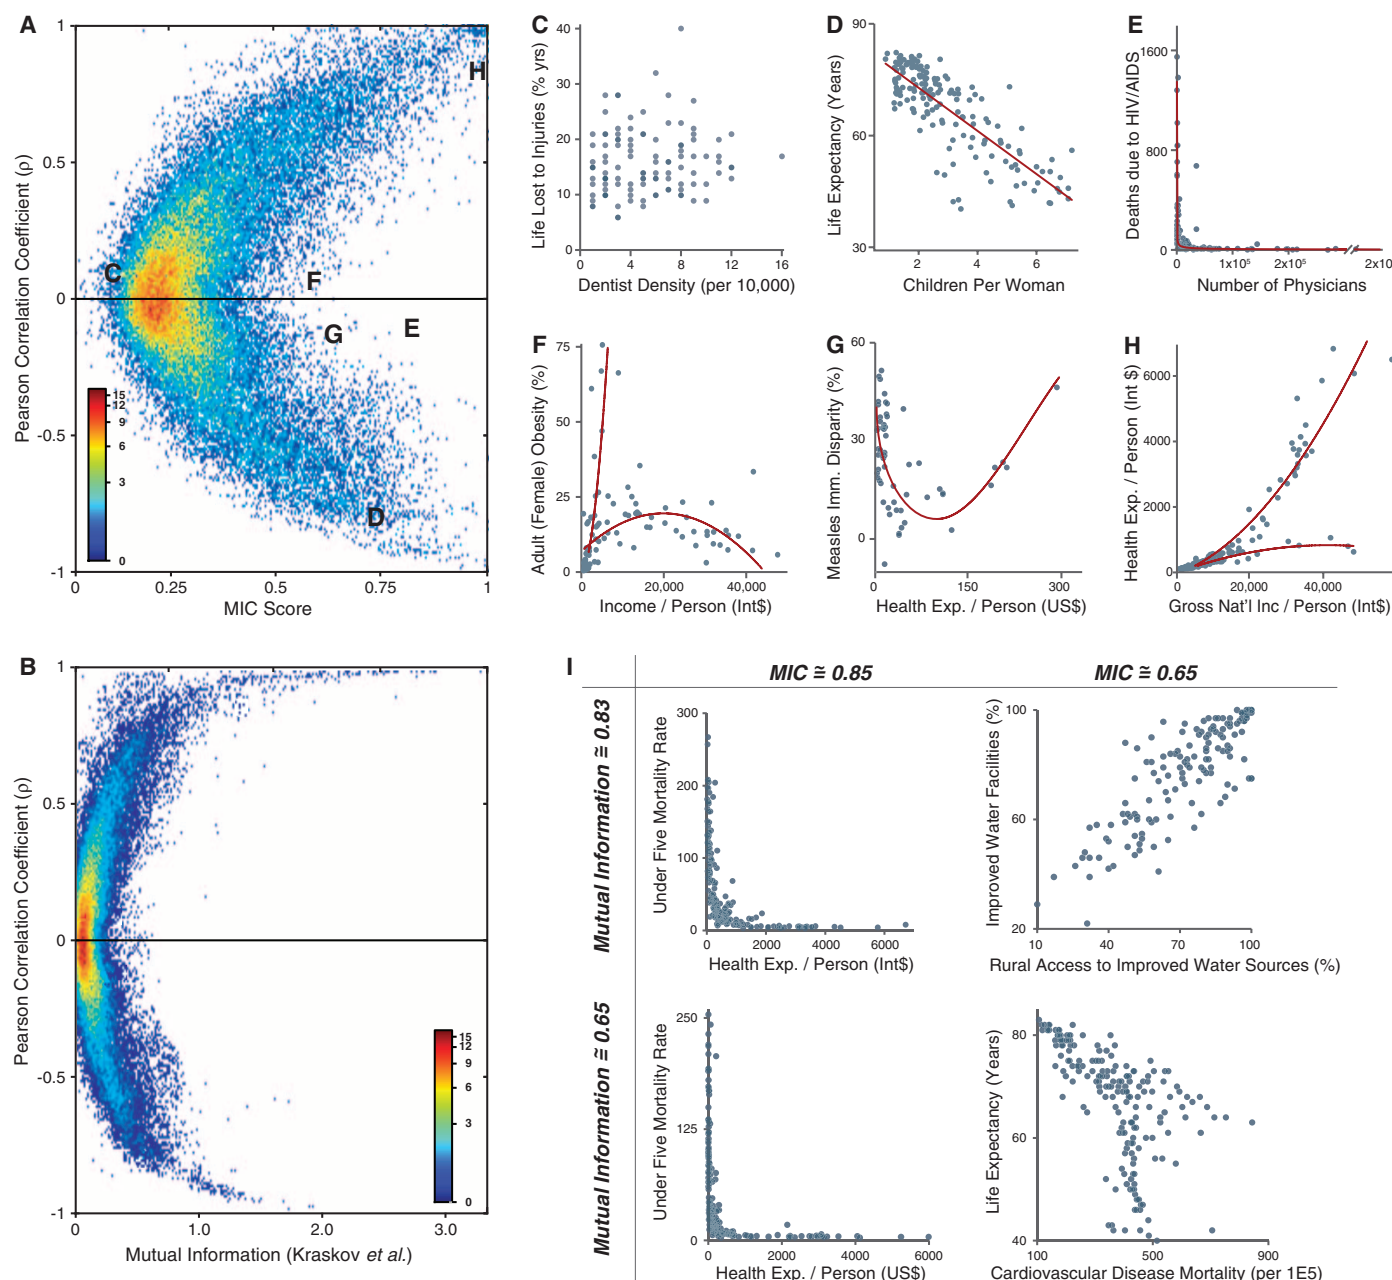 A
1
0.5
0
-0.5
-1
Pearson Correlation Coefficient (ρ)
C
F
G
E
D
H
15
12
9
6
3
0
0
0.25
0.5
0.75
1
MIC Score
C
40
30
20
10
0
Life Lost to Injuries (% yrs)
0
4
8
12
16
Dentist Density (per 10,000)
D
90
60
30
Life Expectancy (Years)
2
4
6
Children Per Woman
E
1600
800
0
Deaths due to HIV/AIDS
0
1x10⁵
2x10⁵
2x10
Number of Physicians
F
75
50
25
0
Adult (Female) Obesity (%)
0
20,000
40,000
Income / Person (Int$)
G
60
30
0
Measles Imm. Disparity (%)
0
150
300
Health Exp. / Person (US$)
H
6000
4000
2000
0
Health Exp. / Person (Int $)
0
20,000
40,000
Gross Nat'l Inc / Person (Int$)
B
1
0.5
0
-0.5
-1
Pearson Correlation Coefficient (ρ)
15
12
9
6
3
0
0
1.0
2.0
3.0
Mutual Information (Kraskov et al.)
I
MIC ≅ 0.85
MIC ≅ 0.65
Mutual Information ≅ 0.83
300
200
100
0
Under Five Mortality Rate
0
2000
4000
6000
Health Exp. / Person (Int$)
100
60
20
Improved Water Facilities (%)
10
40
70
100
Rural Access to Improved Water Sources (%)
Mutual Information ≅ 0.65
250
125
0
Under Five Mortality Rate
0
2000
4000
6000
Health Exp. / Person (US$)
80
60
40
Life Expectancy (Years)
100
500
900
Cardiovascular Disease Mortality (per 1E5)